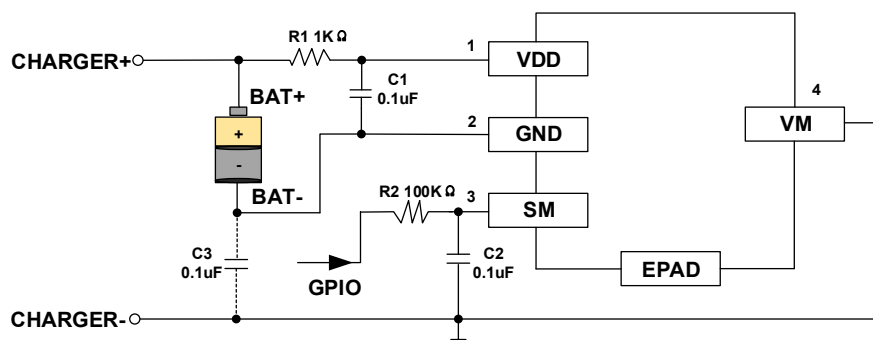 R1 1KΩ
1
VDD
CHARGER+
C1
0.1uF
BAT+
+
-
2
GND
4
VM
BAT-
R2 100KΩ
3
SM
C3
0.1uF
GPIO
C2
0.1uF
EPAD
CHARGER-